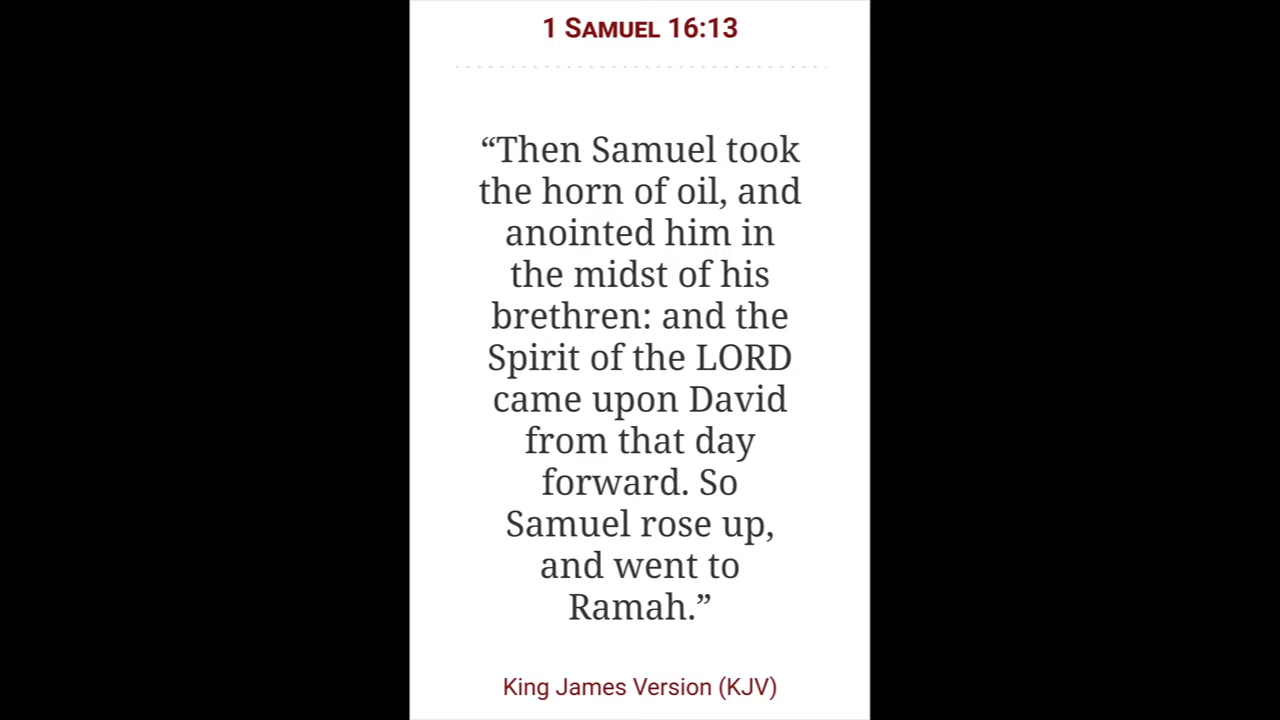 1 SAMUEL 16:13
“Then Samuel took
the horn of oil, and
anointed him in
the midst of his
brethren: and the
Spirit of the LORD
came upon David
from that day
forward. So
Samuel rose up,
and went to
Ramah.”
King James Version (KJV)